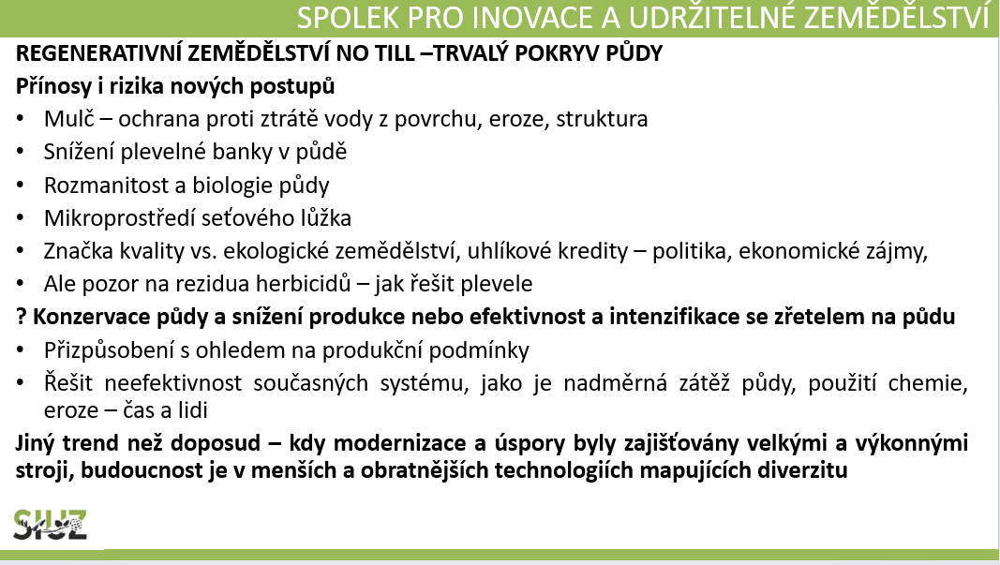 SPOLEK PRO INOVACE A UDRŽITELNÉ ZEMĚDĚLSTVÍ
REGENERATIVNÍ ZEMĚDĚLSTVÍ NO TILL –TRVALÝ POKRYV PŮDY
Přínosy i rizika nových postupů
• Mulč – ochrana proti ztrátě vody z povrchu, eroze, struktura
• Snížení plevelné banky v půdě
• Rozmanitost a biologie půdy
• Mikroprostředí seťového lůžka
• Značka kvality vs. ekologické zemědělství, uhlíkové kredity – politika, ekonomické zájmy,
• Ale pozor na rezidua herbicidů – jak řešit plevele
? Konzervace půdy a snížení produkce nebo efektivnost a intenzifikace se zřetelem na půdu
• Přizpůsobení s ohledem na produkční podmínky
• Řešit neefektivnost současných systému, jako je nadměrná zátěž půdy, použití chemie,
eroze – čas a lidi
Jiný trend než doposud – kdy modernizace a úspory byly zajišťovány velkými a výkonnými
stroji, budoucnost je v menších a obratnějších technologiích mapujících diverzitu
SIUZ